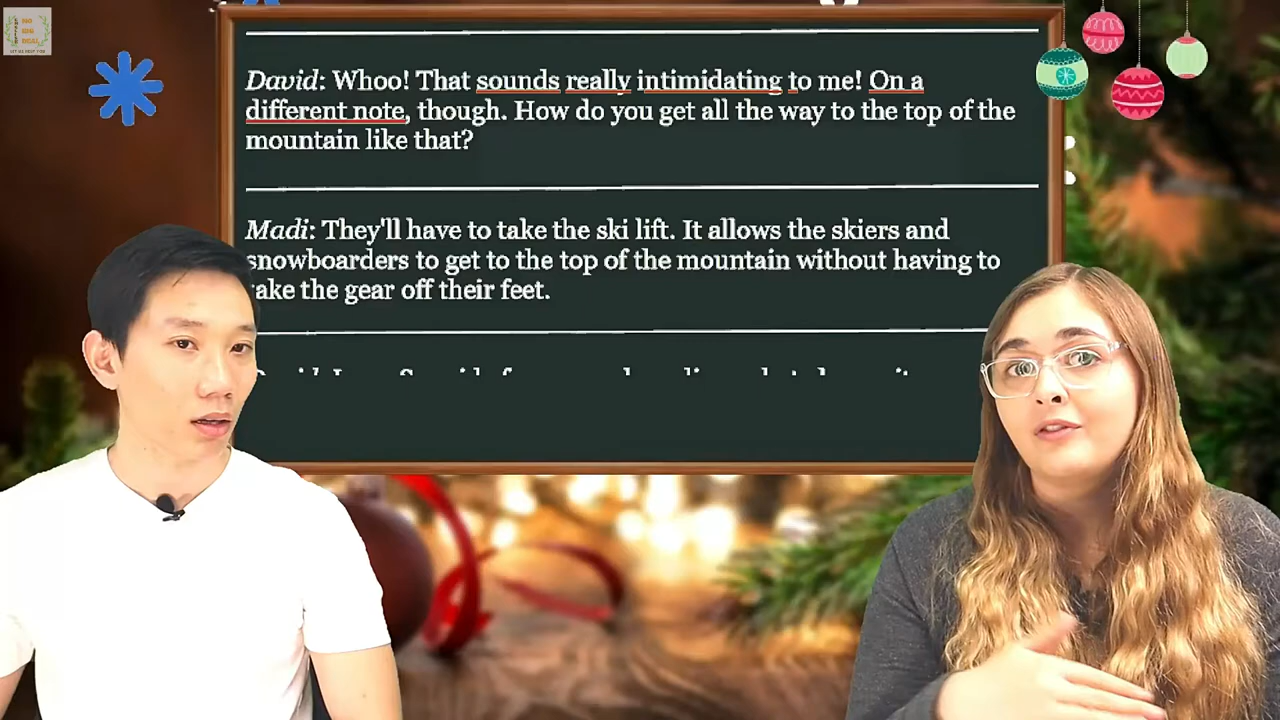 David: Whoo! That sounds really intimidating to me! On a
different note, though. How do you get all the way to the top of the
mountain like that?
Madi: They'll have to take the ski lift. It allows the skiers and
snowboarders to get to the top of the mountain without having to
take the gear off their feet.